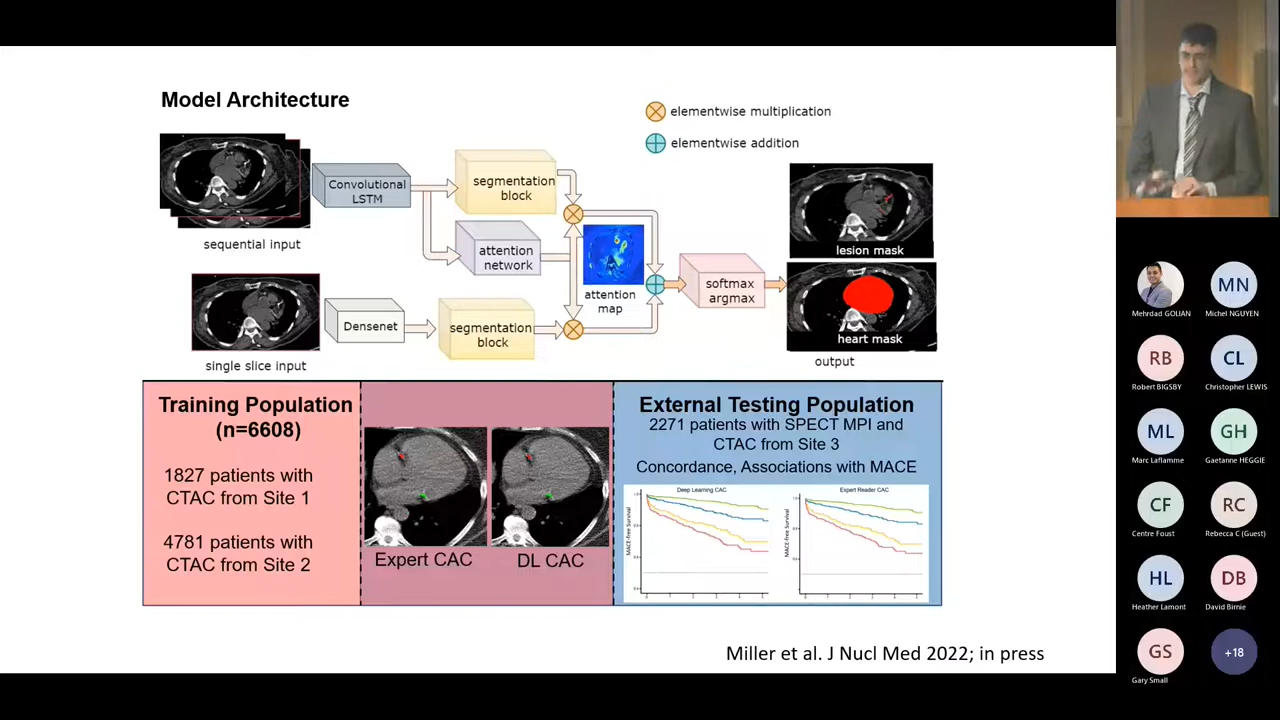 Model Architecture
elementwise multiplication
elementwise addition
sequential input
Convolutional
LSTM
segmentation
block
attention
network
attention
map
single slice input
Densenet
segmentation
block
softmax
argmax
lesion mask
heart mask
output
Training Population
(n=6608)
1827 patients with
CTAC from Site 1
4781 patients with
CTAC from Site 2
Expert CAC
DL CAC
External Testing Population
2271 patients with SPECT MPI and
CTAC from Site 3
Concordance, Associations with MACE
Deep Learning CAC
MACE-free Survival
Expert Reader CAC
MACE-free Survival
Miller et al. J Nucl Med 2022; in press
MN
Mehrdad GOLIAN
Michel NGUYEN
RB
CL
Robert BIGSBY
Christopher LEWIS
ML
GH
Marc Laflamme
Gaetanne HEGGIE
CF
RC
Centre Foust
Rebecca C (Guest)
HL
DB
Heather Lamont
David Birnie
GS
+18
Gary Small